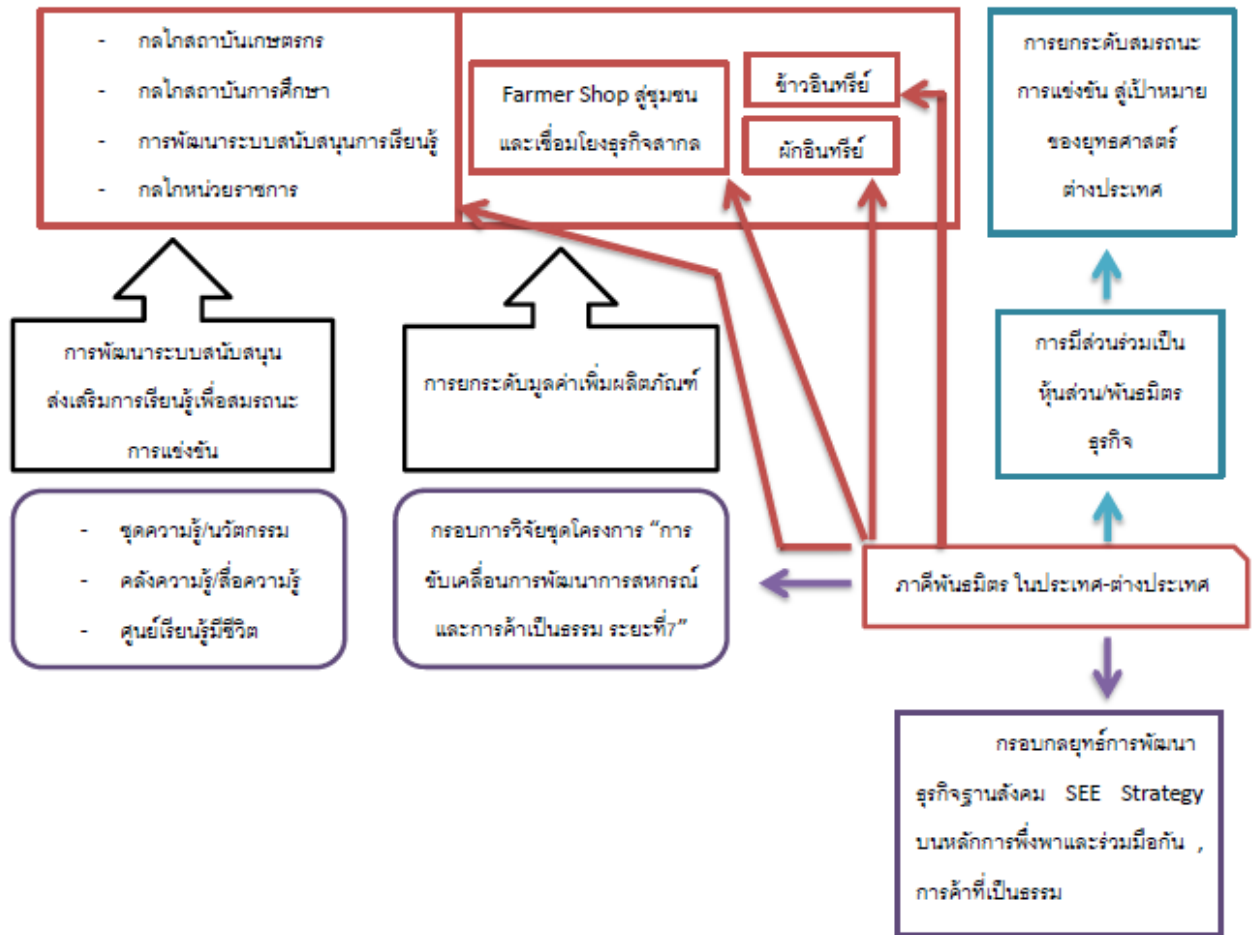 - กลไกสถาบันเกษตรกร
- กลไกสถาบันการศึกษา
- การพัฒนาระบบสนับสนุนการเรียนรู้
- กลไกหน่วยราชการ
Farmer Shop สู่ชุมชน
และเชื่อมโยงธุรกิจสากล
ข้าวอินทรีย์
ผักอินทรีย์
การยกระดับสมรถนะ
การแข่งขัน สู่เป้าหมาย
ของยุทธศาสตร์
ต่างประเทศ
การพัฒนาระบบสนับสนุน
ส่งเสริมการเรียนรู้เพื่อสมรถนะ
การแข่งขัน
การยกระดับมูลค่าเพิ่มผลิตภัณฑ์
การมีส่วนร่วมเป็น
หุ้นส่วน/พันธมิตร
ธุรกิจ
- ชุดความรู้/นวัตกรรม
- คลังความรู้/สื่อความรู้
- ศูนย์เรียนรู้มีชีวิต
กรอบการวิจัยชุดโครงการ “การ
ขับเคลื่อนการพัฒนาการสหกรณ์
และการค้าเป็นธรรม ระยะที่7”
ภาคีพันธมิตร ในประเทศ-ต่างประเทศ
กรอบกลยุทธ์การพัฒนา
ธุรกิจฐานสังคม SEE Strategy
บนหลักการพึ่งพาและร่วมมือกัน ,
การค้าที่เป็นธรรม